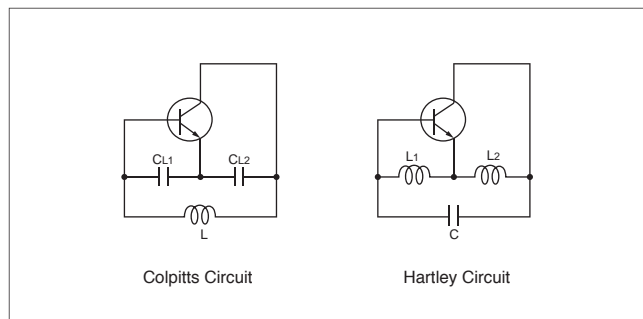 CL1
CL2
L
Colpitts Circuit
L1
L2
C
Hartley Circuit